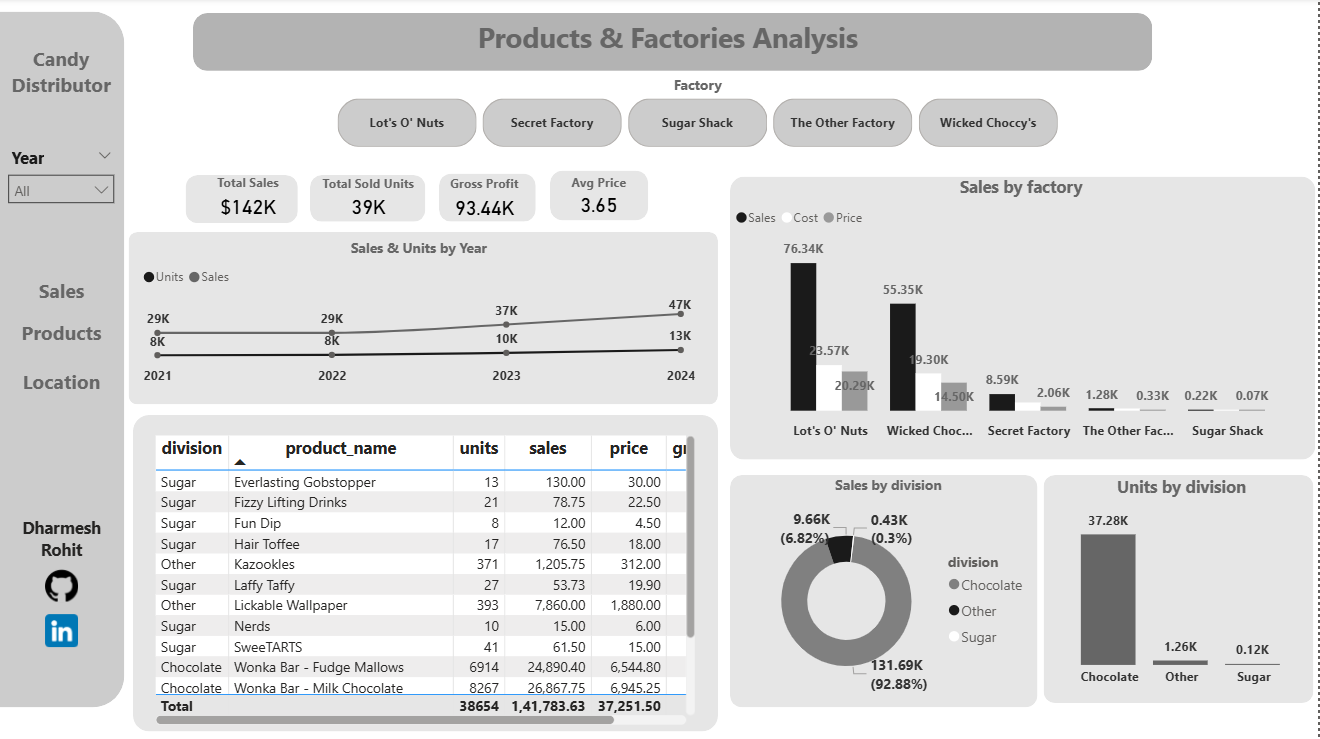 Candy
Distributor
Year
All
Sales
Products
Location
Dharmesh
Rohit
in
Products & Factories Analysis
Factory
Lot's O' Nuts
Secret Factory
Sugar Shack
The Other Factory
Wicked Choccy's
Total Sales
$142K
Total Sold Units
39K
Gross Profit
93.44K
Avg Price
3.65
Sales & Units by Year
Units Sales
29K 29K 37K 47K
8K 8K 10K 13K
2021 2022 2023 2024
division product_name units sales price gr
Sugar Everlasting Gobstopper 13 130.00 30.00
Sugar Fizzy Lifting Drinks 21 78.75 22.50
Sugar Fun Dip 8 12.00 4.50
Sugar Hair Toffee 17 76.50 18.00
Other Kazookles 371 1,205.75 312.00
Sugar Laffy Taffy 27 53.73 19.90
Other Lickable Wallpaper 393 7,860.00 1,880.00
Sugar Nerds 10 15.00 6.00
Sugar SweeTARTS 41 61.50 15.00
Chocolate Wonka Bar - Fudge Mallows 6914 24,890.40 6,544.80
Chocolate Wonka Bar - Milk Chocolate 8267 26,867.75 6,945.25
Total 38654 1,41,783.63 37,251.50
Sales by factory
Sales Cost Price
76.34K 23.57K 20.29K
55.35K 19.30K 14.50K
8.59K 2.06K
1.28K 0.33K
0.22K 0.07K
Lot's O' Nuts Wicked Choc... Secret Factory The Other Fac... Sugar Shack
Sales by division
9.66K
(6.82%)
0.43K
(0.3%)
131.69K
(92.88%)
division
Chocolate
Other
Sugar
Units by division
37.28K
1.26K
0.12K
Chocolate Other Sugar